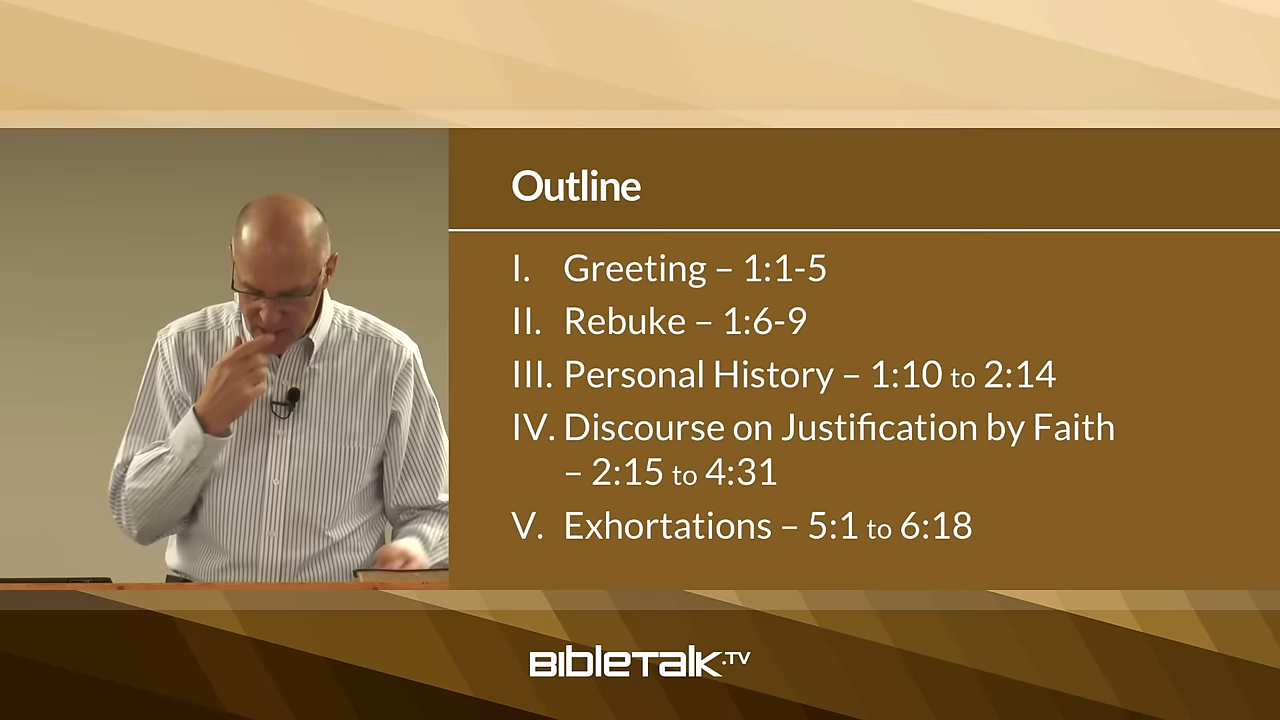 Outline
I. Greeting – 1:1-5
II. Rebuke – 1:6-9
III. Personal History – 1:10 to 2:14
IV. Discourse on Justification by Faith
– 2:15 to 4:31
V. Exhortations – 5:1 to 6:18
BIBLETALK.TV